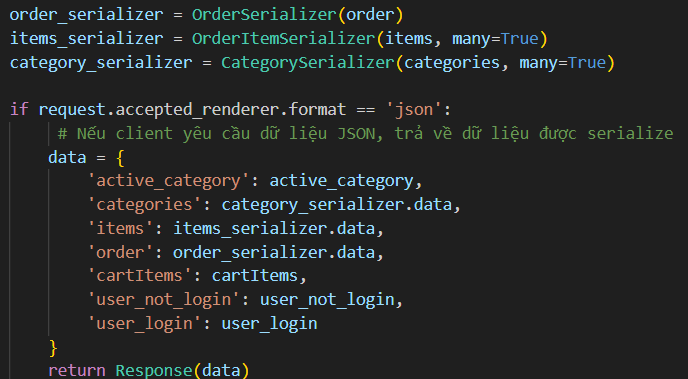 order_serializer = OrderSerializer(order)
items_serializer = OrderItemSerializer(items, many=True)
category_serializer = CategorySerializer(categories, many=True)
if request.accepted_renderer.format == 'json':
# Nếu client yêu cầu dữ liệu JSON, trả về dữ liệu được serialize
data = {
'active_category': active_category,
'categories': category_serializer.data,
'items': items_serializer.data,
'order': order_serializer.data,
'cartItems': cartItems,
'user_not_login': user_not_login,
'user_login': user_login
}
return Response(data)